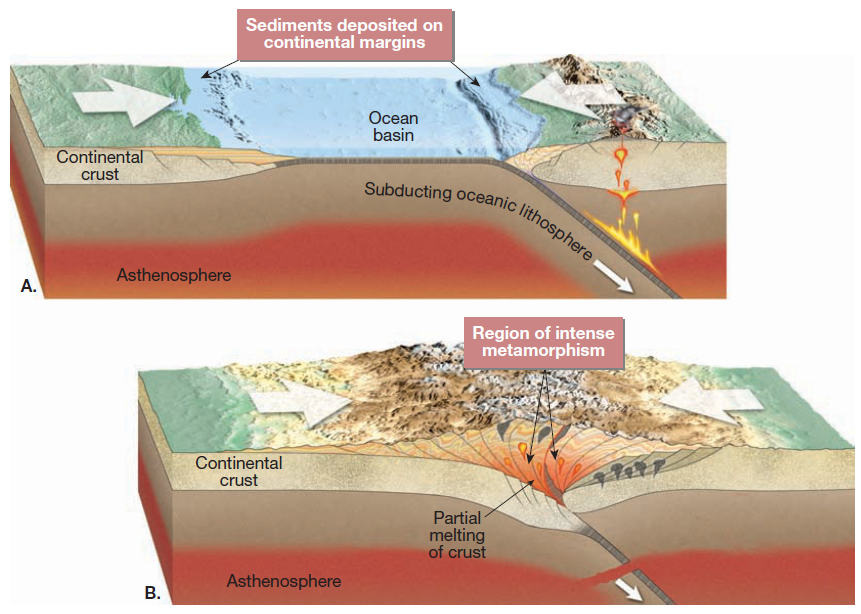 Sediments deposited on
continental margins
Ocean
basin
Continental
crust
Subducting oceanic lithosphere
Asthenosphere
A.
Region of intense
metamorphism
Continental
crust
Partial
melting
of crust
Asthenosphere
B.